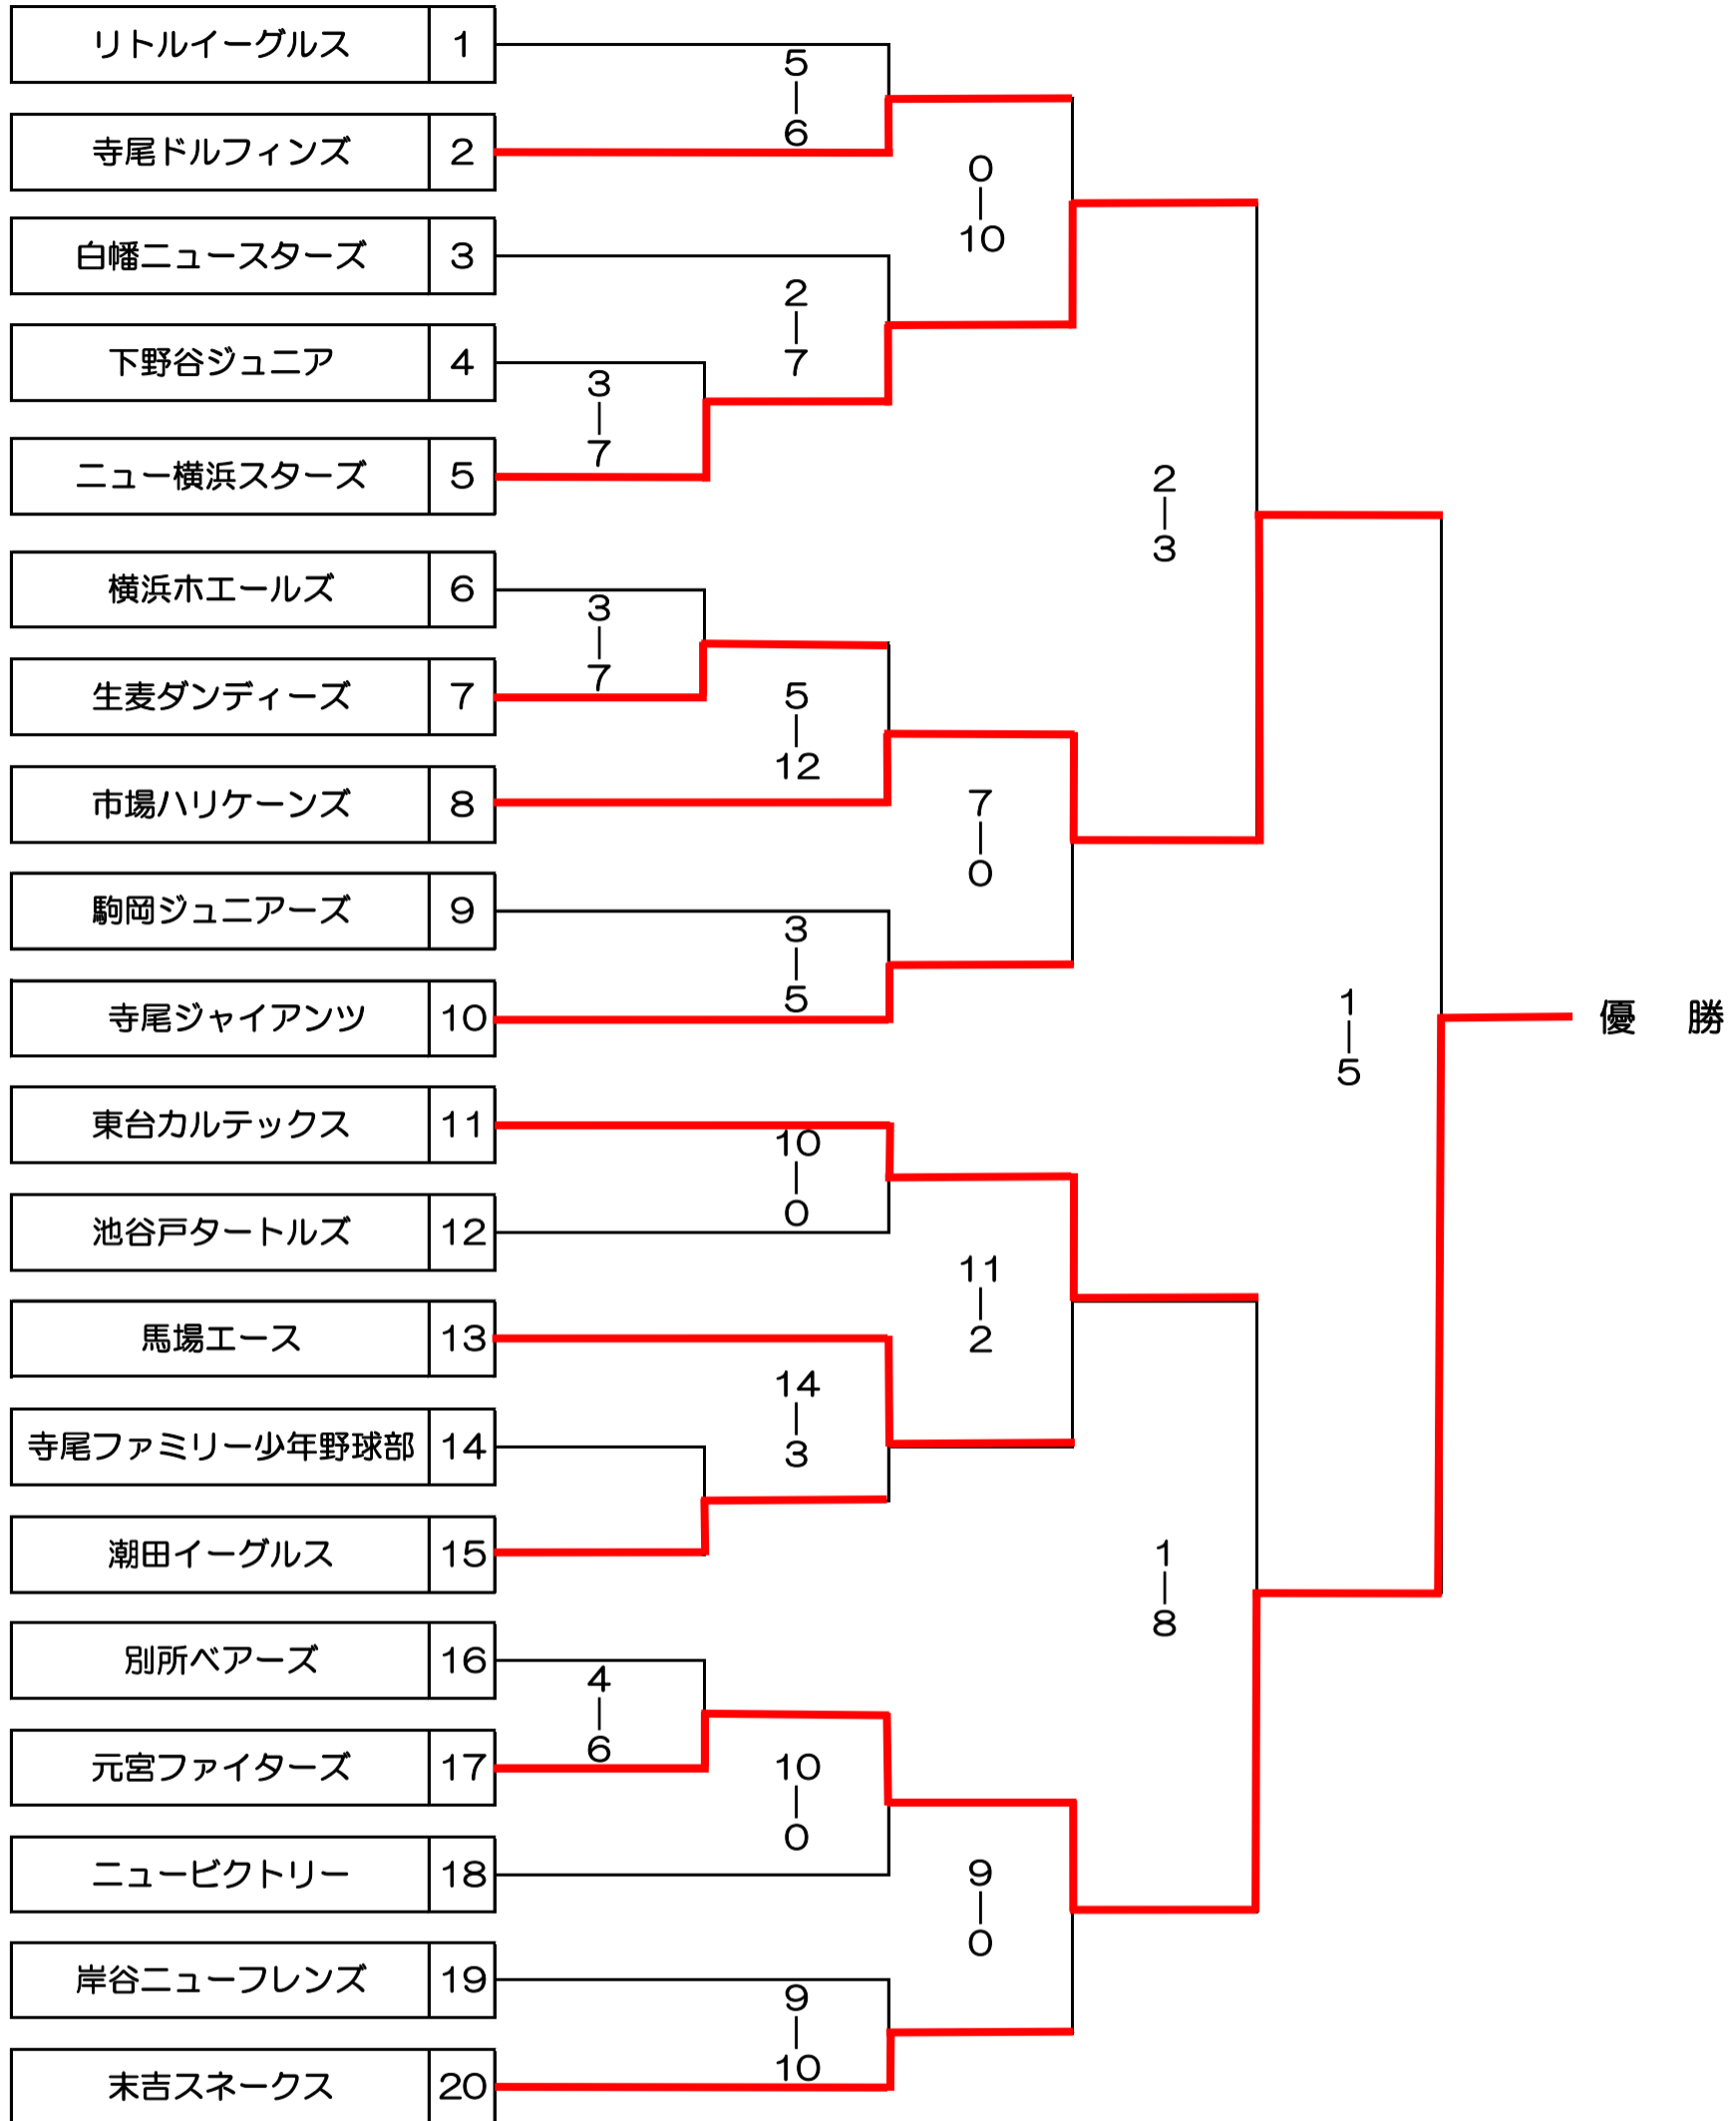 リトルイーグルス 1
寺尾ドルフィンズ 2
白幡ニュースターズ 3
下野谷ジュニア 4
ニュー横浜スターズ 5
横浜ホエールズ 6
生麦ダンディーズ 7
市場ハリケーンズ 8
駒岡ジュニアーズ 9
寺尾ジャイアンツ 10
東台カルテックス 11
池谷戸タートルズ 12
馬場エース 13
寺尾ファミリー少年野球部 14
潮田イーグルス 15
別所ベアーズ 16
元宮ファイターズ 17
ニュービクトリー 18
岸谷ニューフレンズ 19
末吉スネークス 20
3|7
3|7
4|6
5|6
2|7
5|12
3|5
10|0
14|3
10|0
9|10
0|10
7|0
11|2
9|0
2|3
1|8
1|5
優 勝